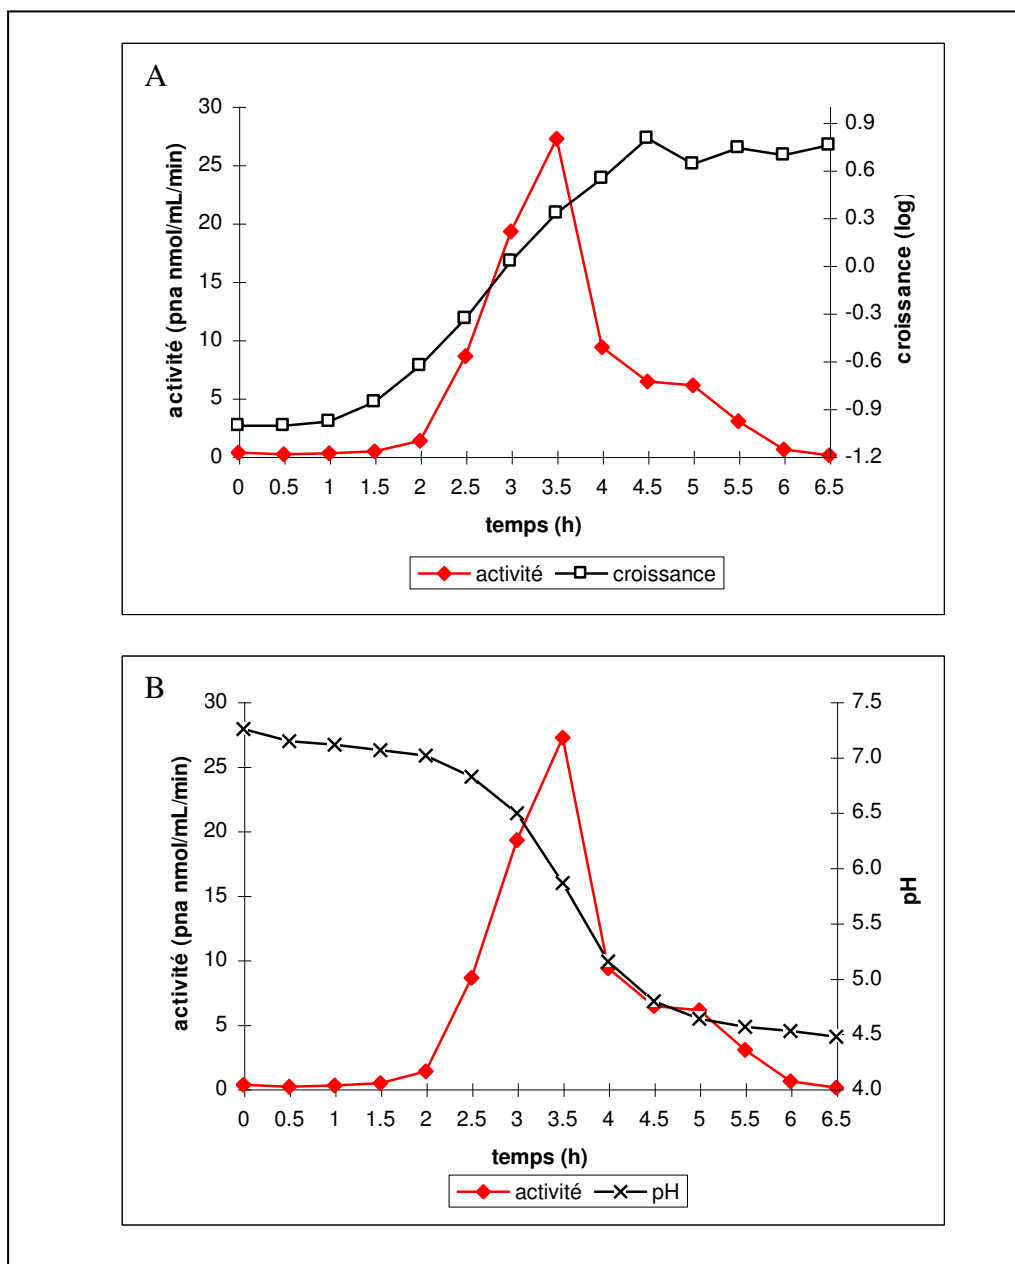 A
activité (pna nmol/mL/min)
30
25
20
15
10
5
0
0.9
0.6
0.3
0.0
-0.3
-0.6
-0.9
-1.2
croissance (log)
0 0.5 1 1.5 2 2.5 3 3.5 4 4.5 5 5.5 6 6.5
temps (h)
activité croissance
B
activité (pna nmol/mL/min)
30
25
20
15
10
5
0
7.5
7.0
6.5
6.0
5.5
5.0
4.5
4.0
pH
0 0.5 1 1.5 2 2.5 3 3.5 4 4.5 5 5.5 6 6.5
temps (h)
activité pH